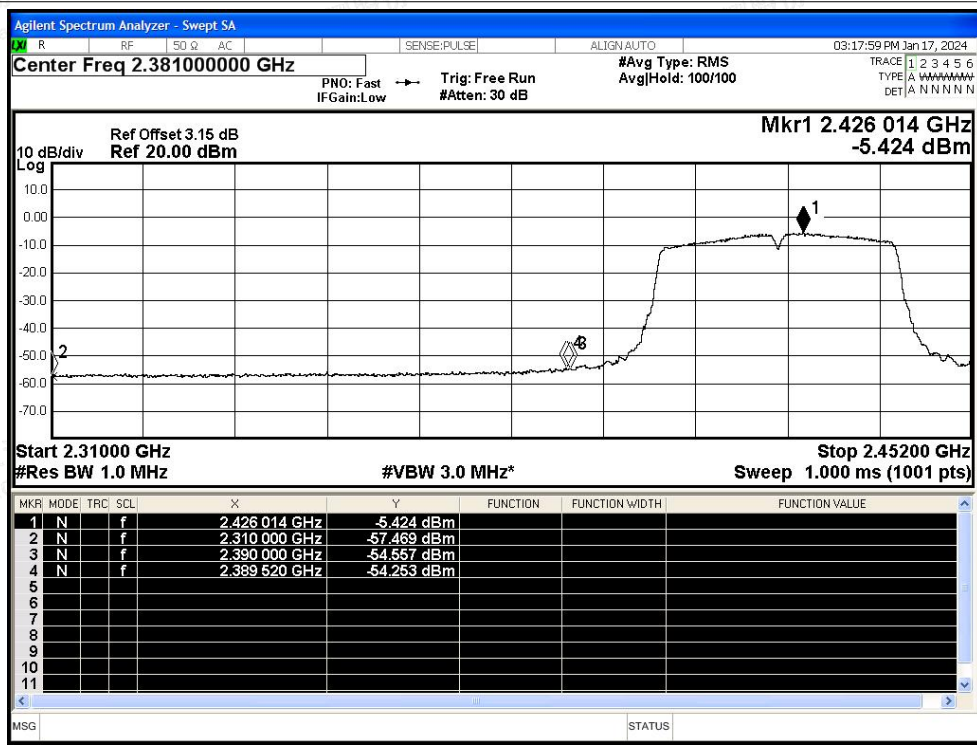 Agilent Spectrum Analyzer - Swept SA
LXI R RF 50 Ω AC SENSE:PULSE ALIGN AUTO 03:17:59 PM Jan 17, 2024
Center Freq 2.381000000 GHz
PNO: Fast Trig: Free Run
IFGain:Low #Atten: 30 dB
#Avg Type: RMS
Avg|Hold: 100/100
TRACE 1 2 3 4 5 6
TYPE A
DET A N N N N N
Mkr1 2.426 014 GHz
-5.424 dBm
Ref Offset 3.15 dB
10 dB/div Ref 20.00 dBm
Log
10.0
0.00
-10.0
-20.0
-30.0
-40.0
-50.0
-60.0
-70.0
1
2
4 3
Start 2.31000 GHz Stop 2.45200 GHz
#Res BW 1.0 MHz #VBW 3.0 MHz* Sweep 1.000 ms (1001 pts)
MKR MODE TRC SCL X Y FUNCTION FUNCTION WIDTH FUNCTION VALUE
1 N f 2.426 014 GHz -5.424 dBm
2 N f 2.310 000 GHz -57.469 dBm
3 N f 2.390 000 GHz -54.557 dBm
4 N f 2.389 520 GHz -54.253 dBm
5
6
7
8
9
10
11
MSG STATUS